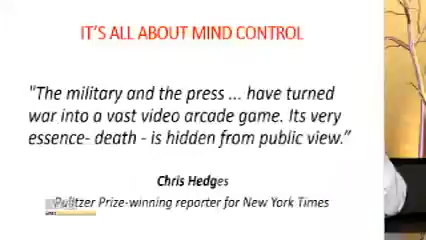 IT'S ALL ABOUT MIND CONTROL
"The military and the press ... have turned
war into a vast video arcade game. Its very
essence- death - is hidden from public view."
Chris Hedges
Pulitzer Prize-winning reporter for New York Times